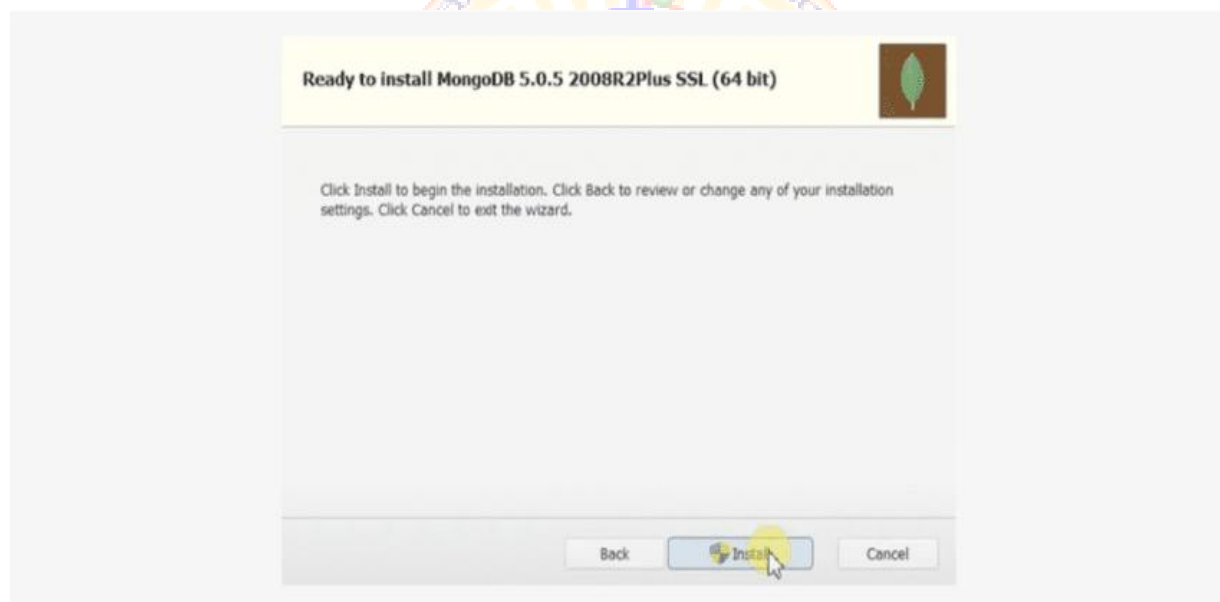 Ready to install MongoDB 5.0.5 2008R2Plus SSL (64 bit)
Click Install to begin the installation. Click Back to review or change any of your installation
settings. Click Cancel to exit the wizard.
Back Install Cancel